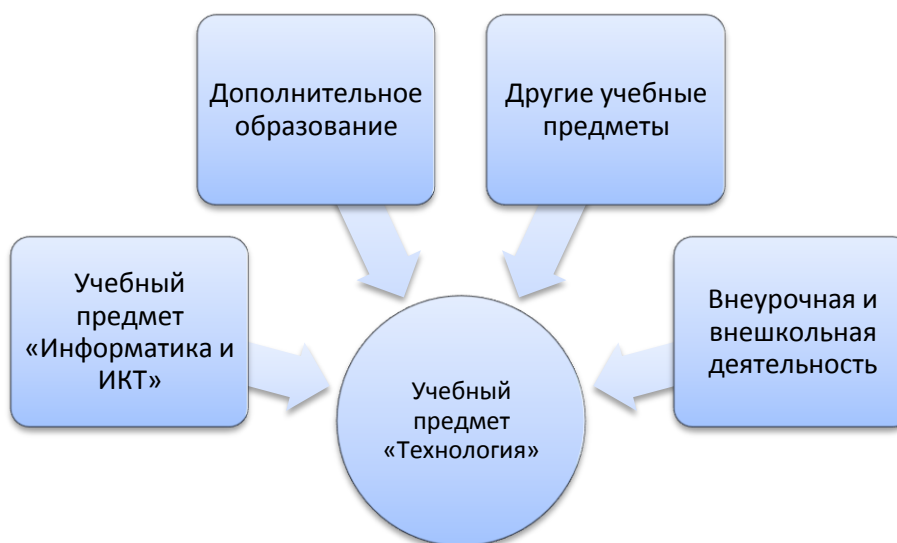 Дополнительное
образование
Другие учебные
предметы
Учебный
предмет
«Информатика и
ИКТ»
Внеурочная и
внешкольная
деятельность
Учебный
предмет
«Технология»